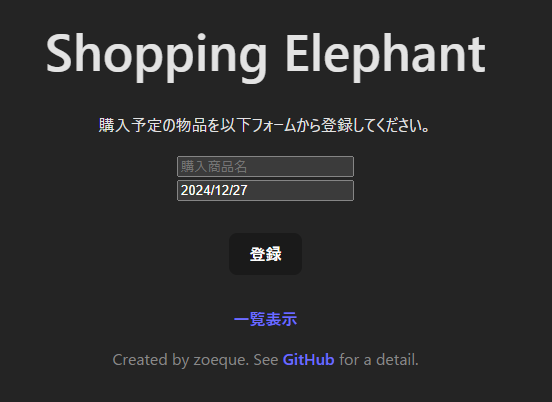 Shopping Elephant
購入予定の物品を以下フォームから登録してください。
購入商品名
2024/12/27
登録
一覧表示
Created by zoeque. See GitHub for a detail.